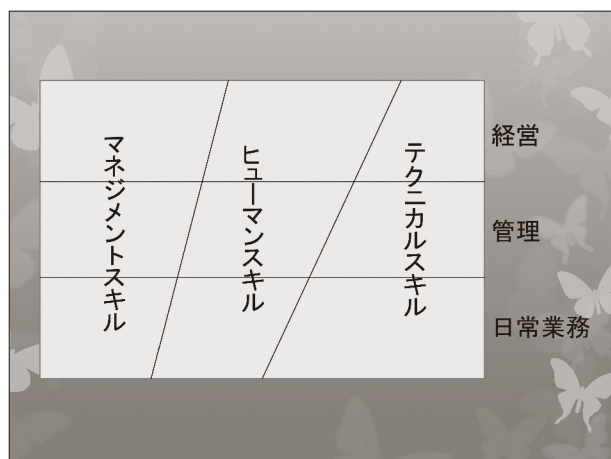 マネジメントスキル
ヒューマンスキル
テクニカルスキル
経営
管理
日常業務